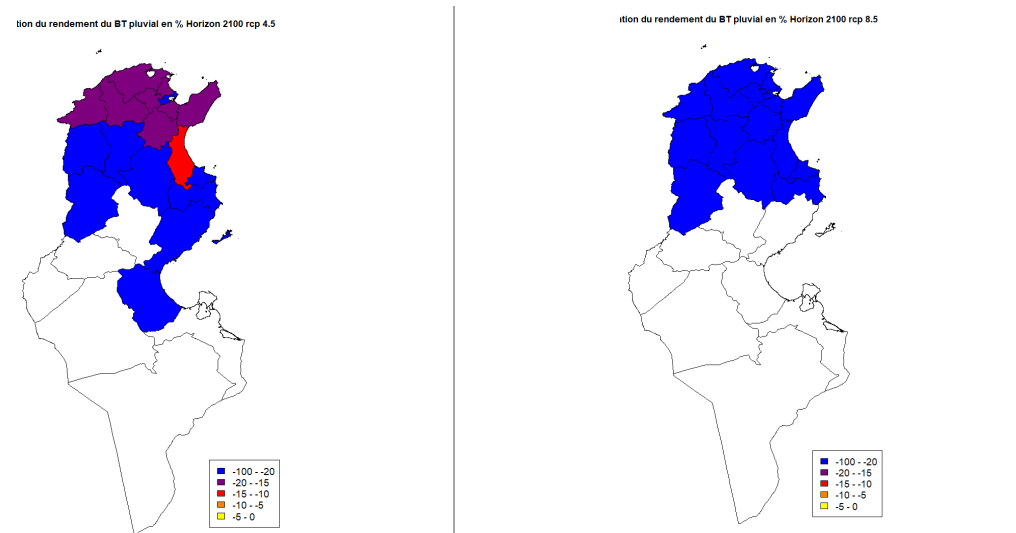 tion du rendement du BT pluvial en % Horizon 2100 rcp 4.5
-100 - -20
-20 - -15
-15 - -10
-10 - -5
-5 - 0
ation du rendement du BT pluvial en % Horizon 2100 rcp 8.5
-100 - -20
-20 - -15
-15 - -10
-10 - -5
-5 - 0